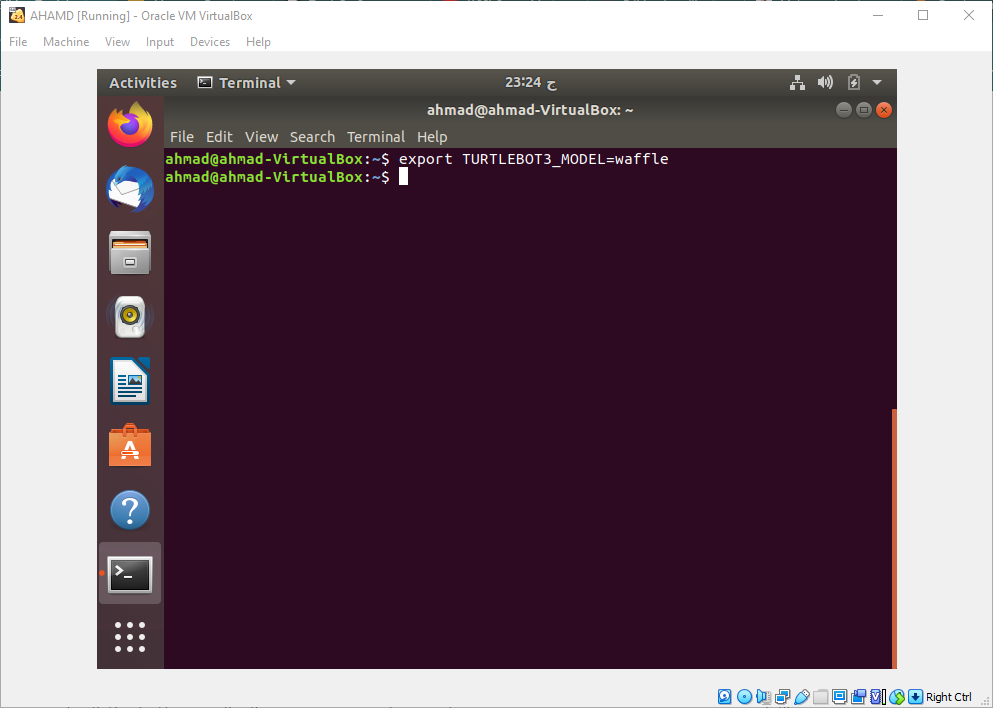 AHAMD [Running] - Oracle VM VirtualBox
File Machine View Input Devices Help
Activities Terminal 23:24 ح
ahmad@ahmad-VirtualBox: ~
File Edit View Search Terminal Help
ahmad@ahmad-VirtualBox:~$ export TURTLEBOT3_MODEL=waffle
ahmad@ahmad-VirtualBox:~$
Right Ctrl